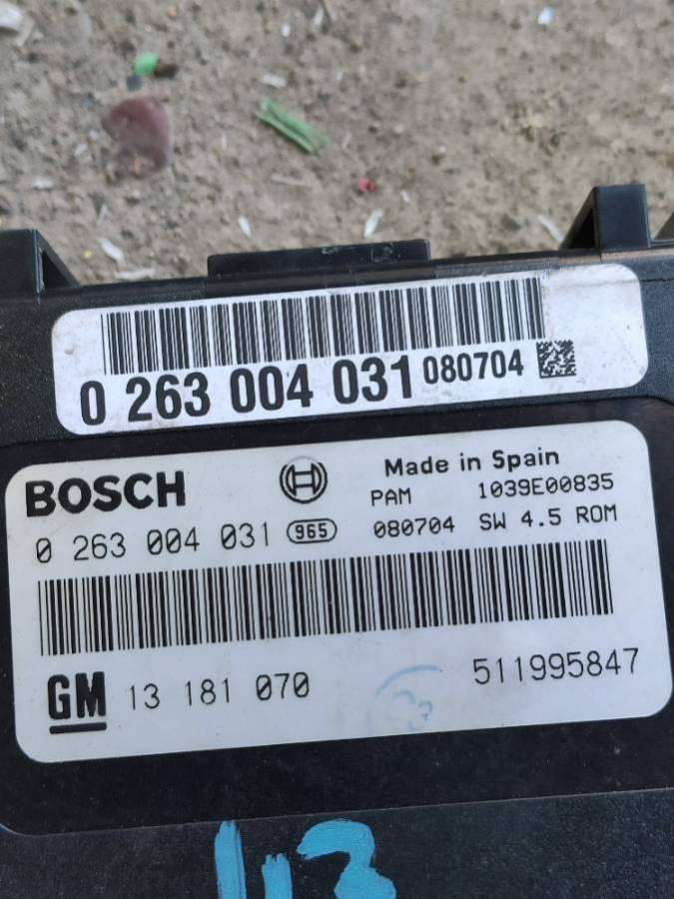 0 263 004 031 080704
BOSCH
Made in Spain
PAM 1039E00835
0 263 004 031 965 080704 SW 4.5 ROM
GM 13 181 070 511995847
113